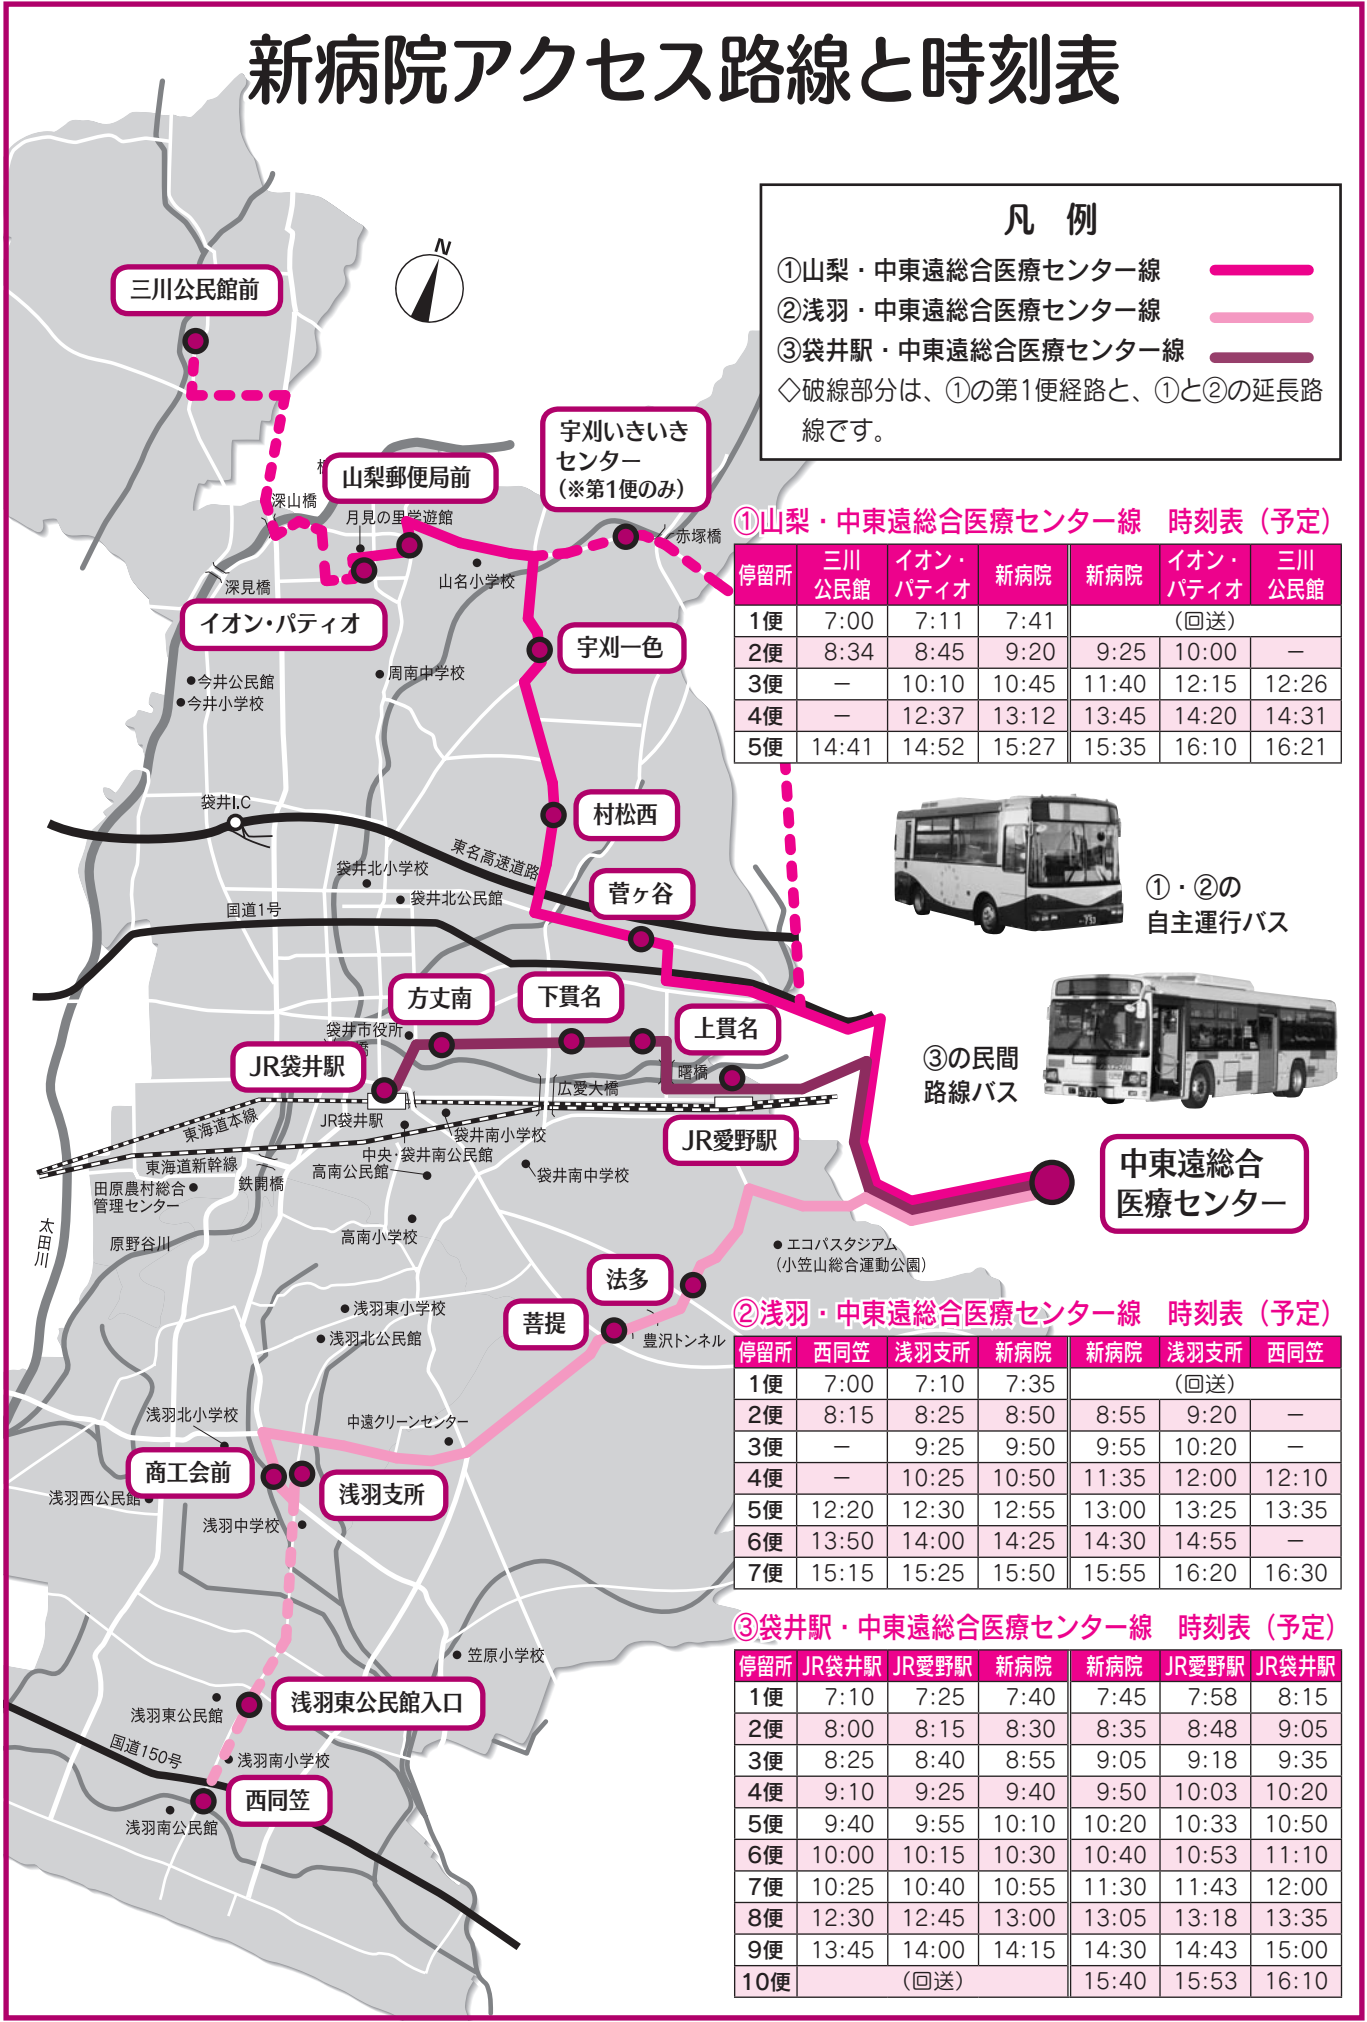 新病院アクセス路線と時刻表
凡　例
①山梨・中東遠総合医療センター線
②浅羽・中東遠総合医療センター線
③袋井駅・中東遠総合医療センター線
◇破線部分は、①の第1便経路と、①と②の延長路
線です。
N
三川公民館前
宇刈いきいき
センター
（※第1便のみ）
山梨郵便局前
深山橋
月見の里学遊館
赤塚橋
山名小学校
深見橋
イオン・パティオ
宇刈一色
周南中学校
今井公民館
今井小学校
袋井I.C
村松西
東名高速道路
袋井北小学校
菅ヶ谷
袋井北公民館
国道1号
方丈南
下貫名
上貫名
袋井市役所
橋
JR袋井駅
曙橋
広愛大橋
JR袋井駅
東海道本線
袋井南小学校
JR愛野駅
中央・袋井南公民館
東海道新幹線
高南公民館
袋井南中学校
田原農村総合
管理センター
鉄開橋
中東遠総合
医療センター
太田川
原野谷川
高南小学校
エコパスタジアム
（小笠山総合運動公園）
法多
菩提
豊沢トンネル
浅羽東小学校
浅羽北公民館
浅羽北小学校
中遠クリーンセンター
商工会前
浅羽支所
浅羽西公民館
浅羽中学校
笠原小学校
浅羽東公民館入口
浅羽東公民館
国道150号
浅羽南小学校
西同笠
浅羽南公民館
①山梨・中東遠総合医療センター線　時刻表（予定）
停留所 三川公民館 イオン・パティオ 新病院 新病院 イオン・パティオ 三川公民館
1便 7:00 7:11 7:41 （回送）
2便 8:34 8:45 9:20 9:25 10:00 －
3便 － 10:10 10:45 11:40 12:15 12:26
4便 － 12:37 13:12 13:45 14:20 14:31
5便 14:41 14:52 15:27 15:35 16:10 16:21
①・②の
自主運行バス
③の民間
路線バス
②浅羽・中東遠総合医療センター線　時刻表（予定）
停留所 西同笠 浅羽支所 新病院 新病院 浅羽支所 西同笠
1便 7:00 7:10 7:35 （回送）
2便 8:15 8:25 8:50 8:55 9:20 －
3便 － 9:25 9:50 9:55 10:20 －
4便 － 10:25 10:50 11:35 12:00 12:10
5便 12:20 12:30 12:55 13:00 13:25 13:35
6便 13:50 14:00 14:25 14:30 14:55 －
7便 15:15 15:25 15:50 15:55 16:20 16:30
③袋井駅・中東遠総合医療センター線　時刻表（予定）
停留所 JR袋井駅 JR愛野駅 新病院 新病院 JR愛野駅 JR袋井駅
1便 7:10 7:25 7:40 7:45 7:58 8:15
2便 8:00 8:15 8:30 8:35 8:48 9:05
3便 8:25 8:40 8:55 9:05 9:18 9:35
4便 9:10 9:25 9:40 9:50 10:03 10:20
5便 9:40 9:55 10:10 10:20 10:33 10:50
6便 10:00 10:15 10:30 10:40 10:53 11:10
7便 10:25 10:40 10:55 11:30 11:43 12:00
8便 12:30 12:45 13:00 13:05 13:18 13:35
9便 13:45 14:00 14:15 14:30 14:43 15:00
10便 （回送） 15:40 15:53 16:10